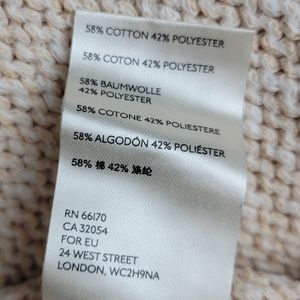 58% COTTON 42% POLYESTER
58% COTON 42% POLYESTER
58% BAUMWOLLE
42% POLYESTER
58% COTONE 42% POLIESTERE
58% ALGODÓN 42% POLIÉSTER
58% 棉 42% 涤纶
RN 66170
CA 32054
FOR EU
24 WEST STREET
LONDON, WC2H9NA